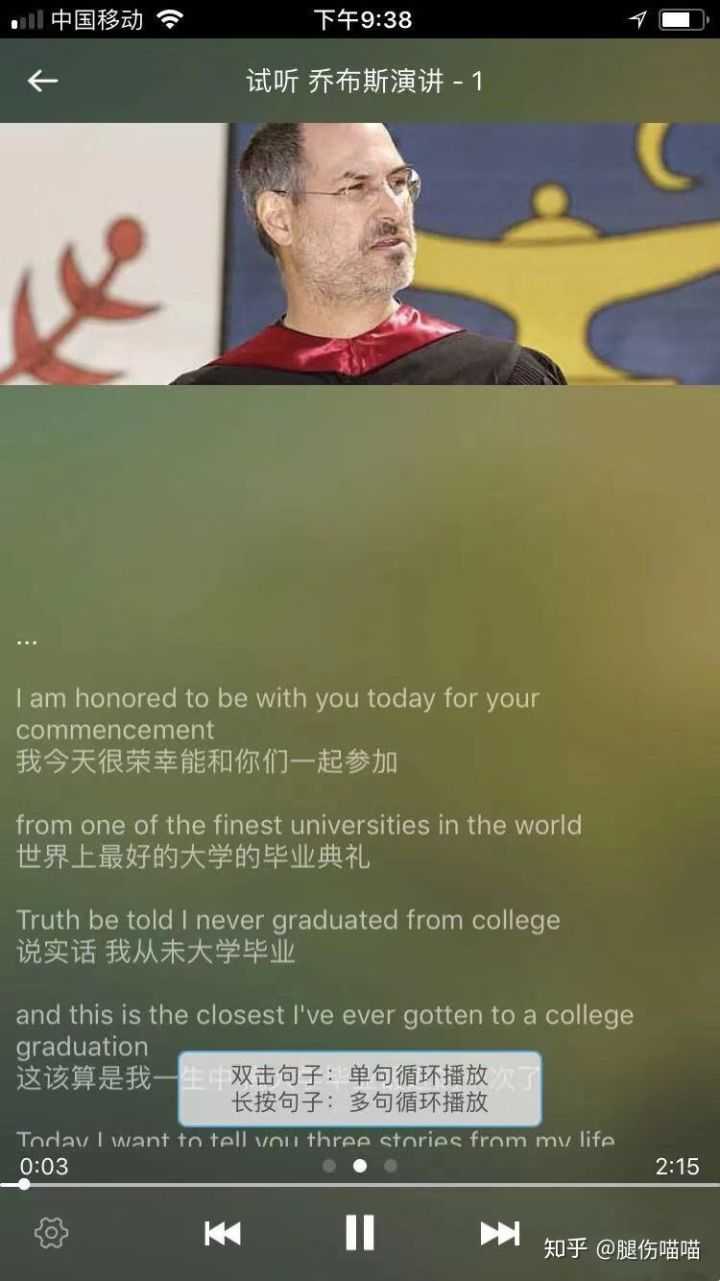 中国移动
下午9:38
试听 乔布斯演讲 - 1
...
I am honored to be with you today for your
commencement
我今天很荣幸能和你们一起参加
from one of the finest universities in the world
世界上最好的大学的毕业典礼
Truth be told I never graduated from college
说实话 我从未大学毕业
and this is the closest I've ever gotten to a college
graduation
这该算是我一生中
次了
双击句子：单句循环播放
长按句子：多句循环播放
Today I want to tell you three stories from my life
0:03
2:15
知乎 @腿伤喵喵